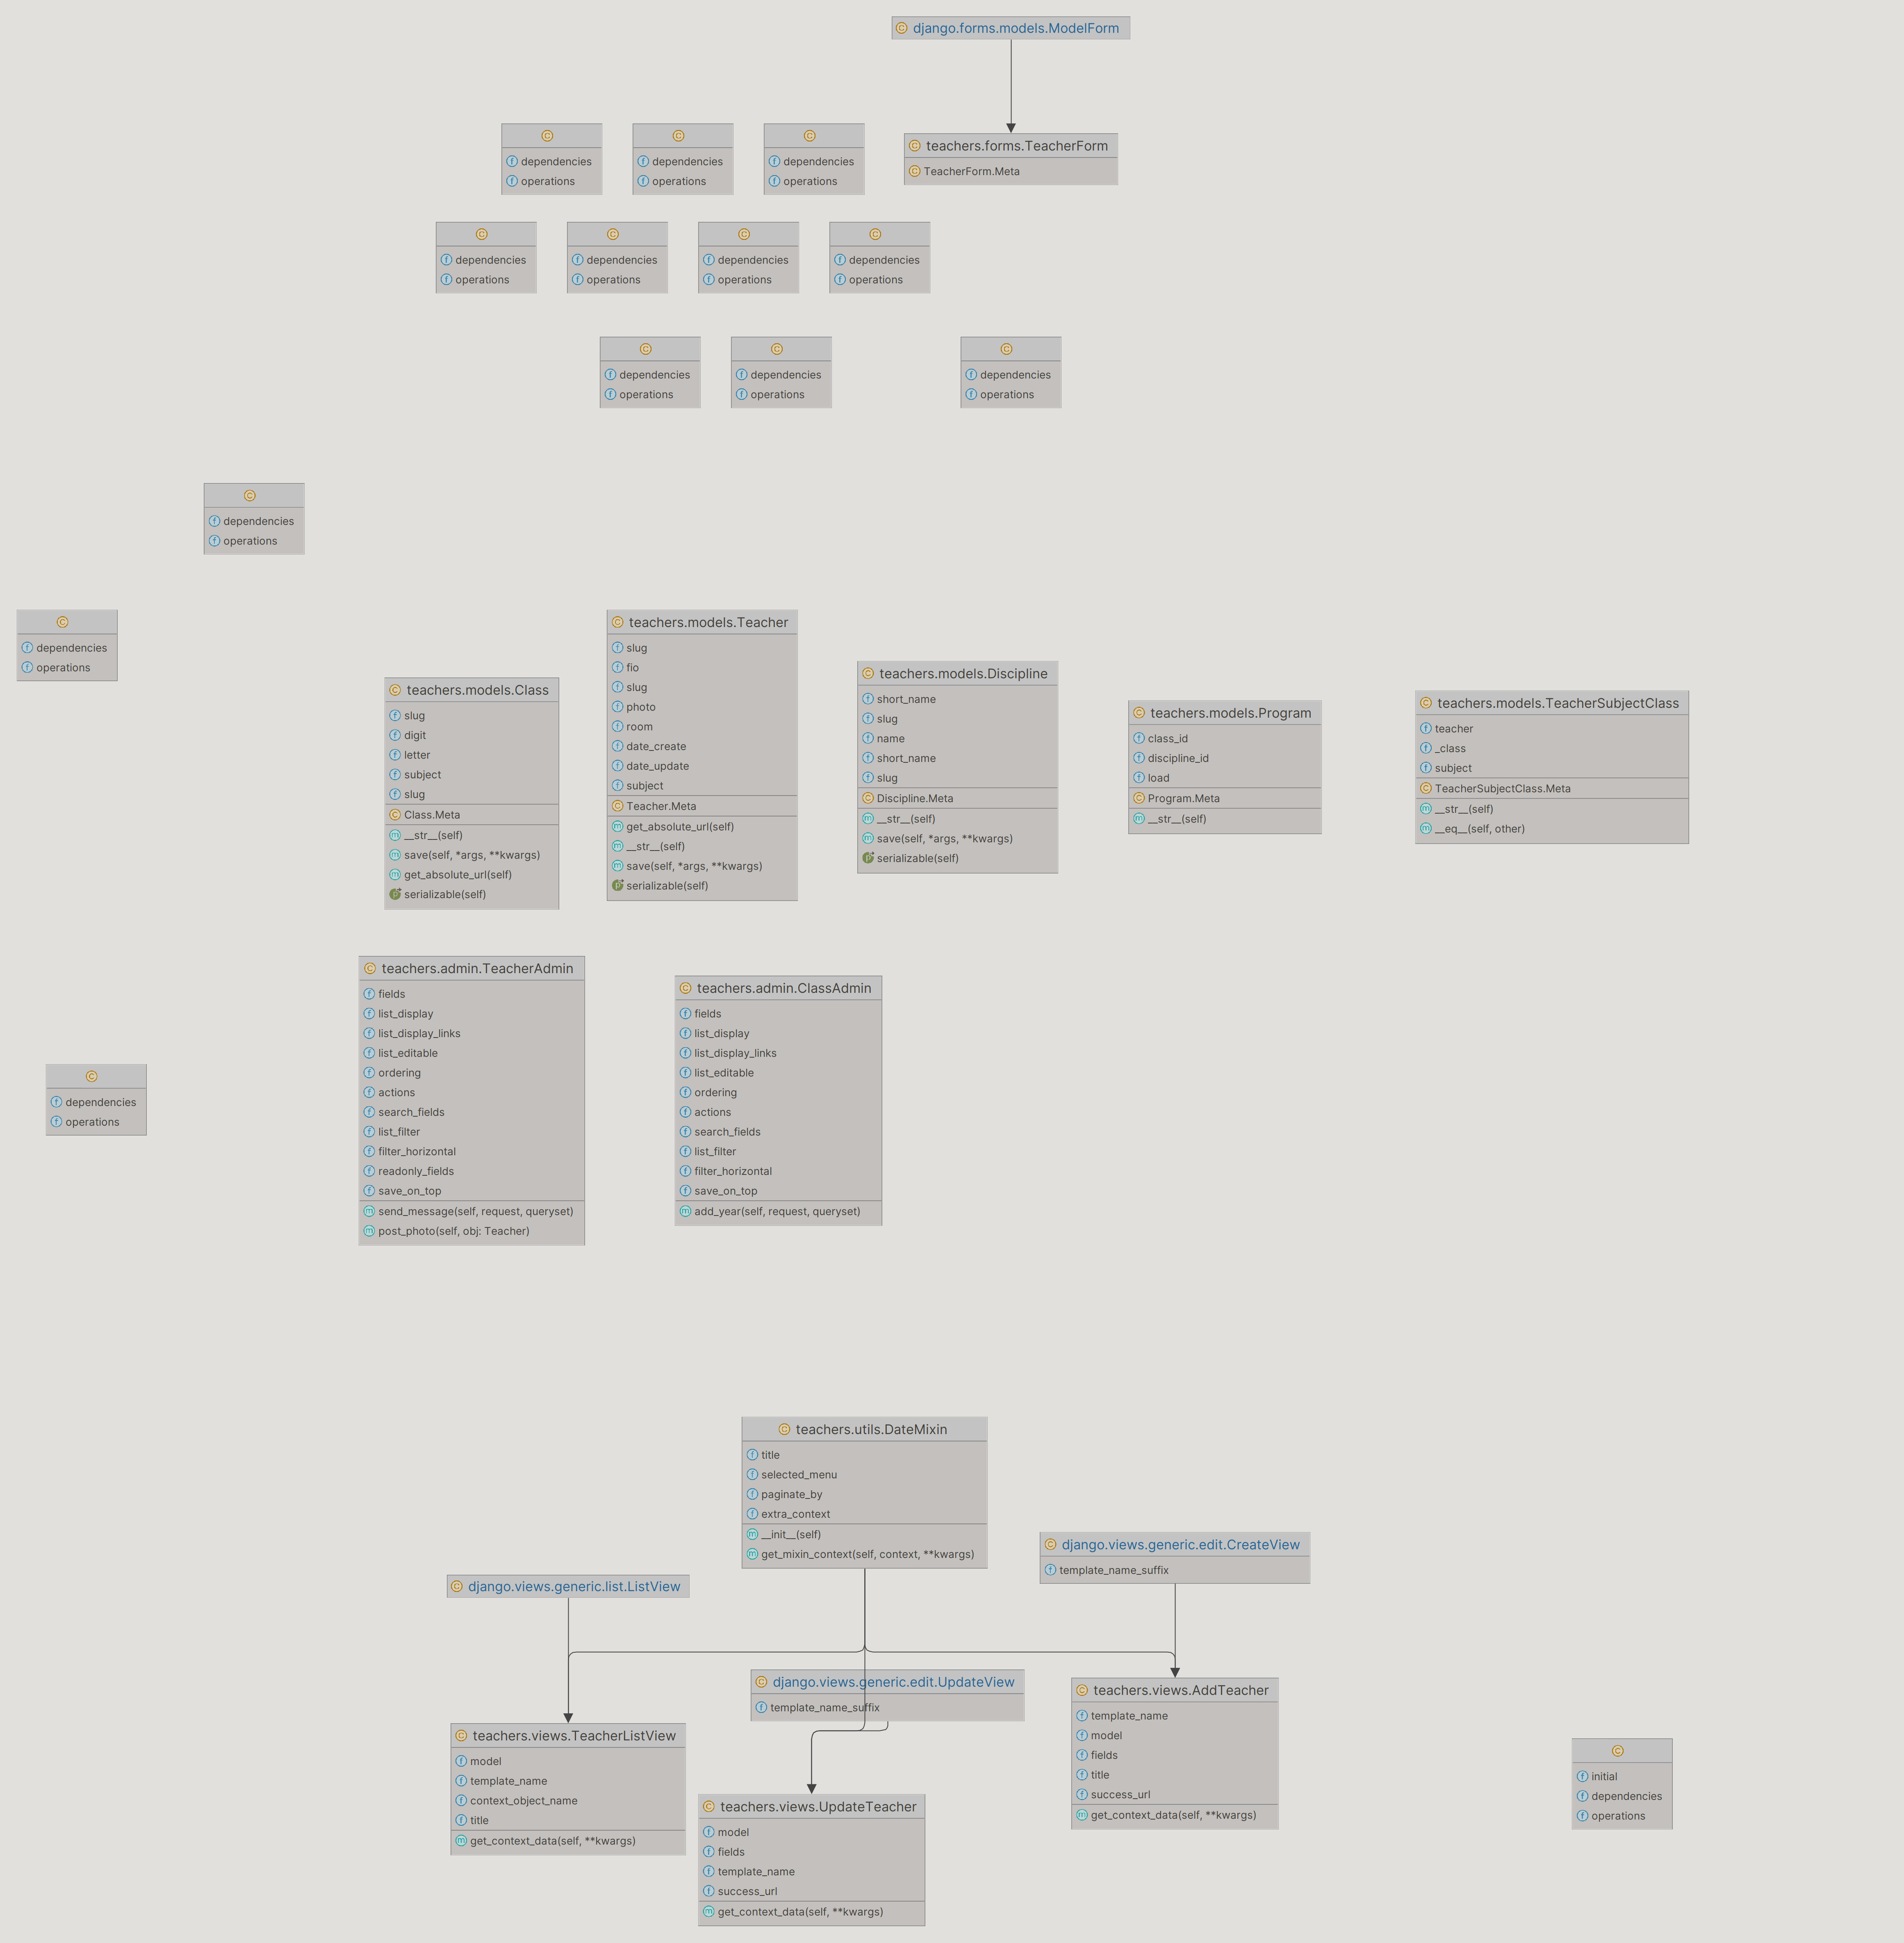 django.forms.models.ModelForm
dependencies
operations
dependencies
operations
dependencies
operations
teachers.forms.TeacherForm
TeacherForm.Meta
dependencies
operations
dependencies
operations
dependencies
operations
dependencies
operations
dependencies
operations
dependencies
operations
dependencies
operations
dependencies
operations
dependencies
operations
teachers.models.Class
slug
digit
letter
subject
slug
Class.Meta
__str__(self)
save(self, *args, **kwargs)
get_absolute_url(self)
serializable(self)
teachers.models.Teacher
slug
fio
slug
photo
room
date_create
date_update
subject
Teacher.Meta
get_absolute_url(self)
__str__(self)
save(self, *args, **kwargs)
serializable(self)
teachers.models.Discipline
short_name
slug
name
short_name
slug
Discipline.Meta
__str__(self)
save(self, *args, **kwargs)
serializable(self)
teachers.models.Program
class_id
discipline_id
load
Program.Meta
__str__(self)
teachers.models.TeacherSubjectClass
teacher
_class
subject
TeacherSubjectClass.Meta
__str__(self)
__eq__(self, other)
dependencies
operations
teachers.admin.TeacherAdmin
fields
list_display
list_display_links
list_editable
ordering
actions
search_fields
list_filter
filter_horizontal
readonly_fields
save_on_top
send_message(self, request, queryset)
post_photo(self, obj: Teacher)
teachers.admin.ClassAdmin
fields
list_display
list_display_links
list_editable
ordering
actions
search_fields
list_filter
filter_horizontal
save_on_top
add_year(self, request, queryset)
teachers.utils.DateMixin
title
selected_menu
paginate_by
extra_context
__init__(self)
get_mixin_context(self, context, **kwargs)
django.views.generic.edit.CreateView
template_name_suffix
django.views.generic.list.ListView
django.views.generic.edit.UpdateView
template_name_suffix
teachers.views.AddTeacher
template_name
model
fields
title
success_url
get_context_data(self, **kwargs)
teachers.views.TeacherListView
model
template_name
context_object_name
title
get_context_data(self, **kwargs)
teachers.views.UpdateTeacher
model
fields
template_name
success_url
get_context_data(self, **kwargs)
initial
dependencies
operations